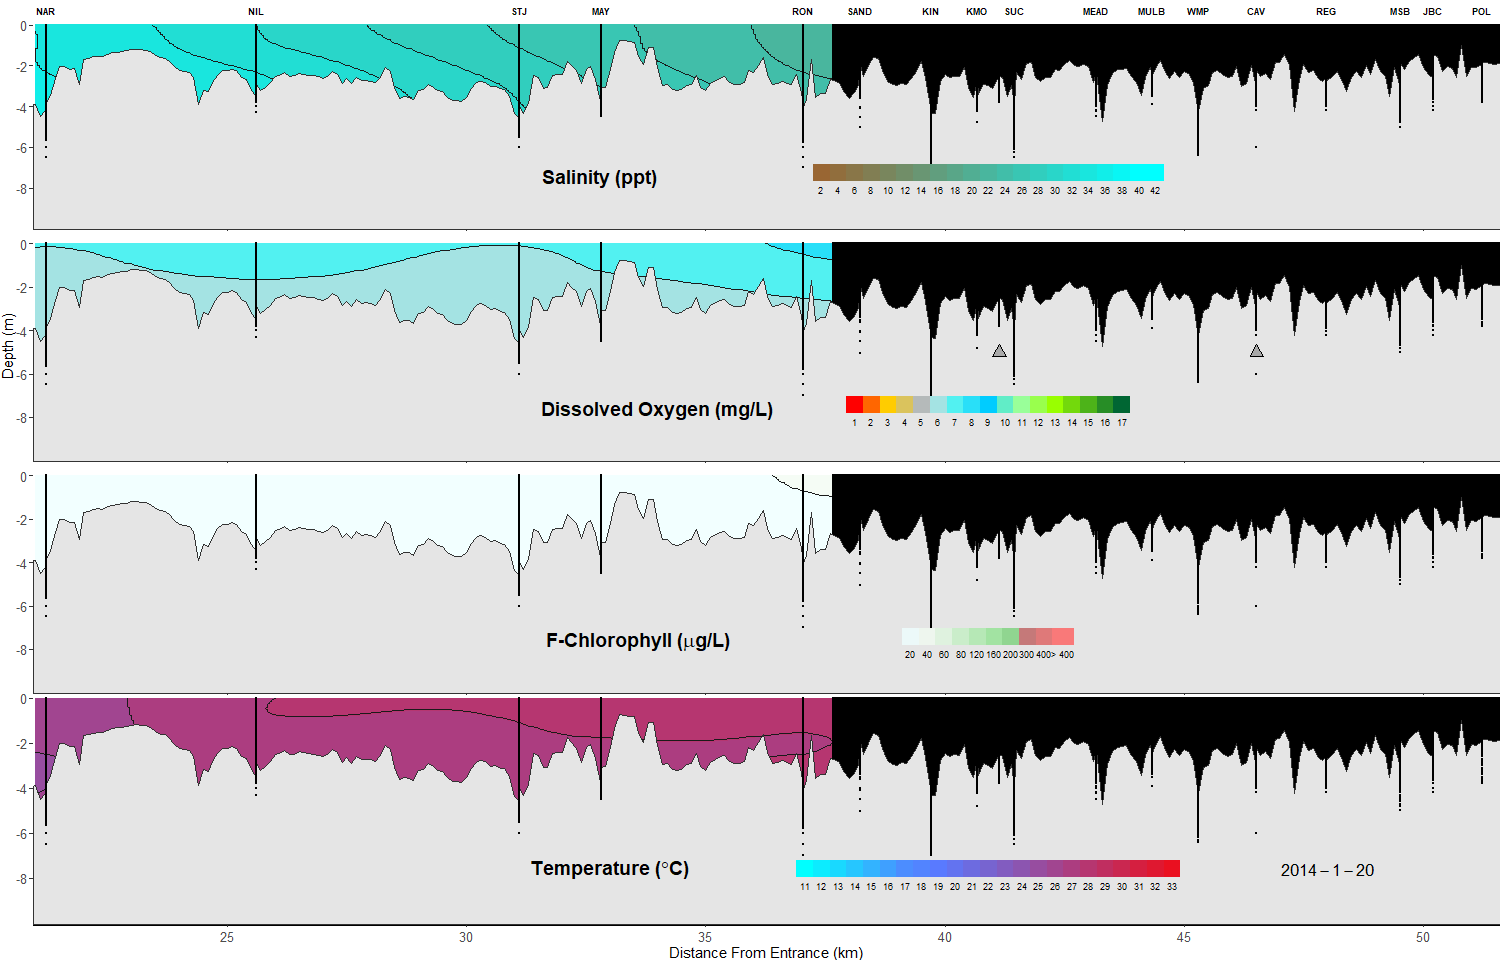 NAR NIL STJ MAY RON SAND KIN KMO SUC MEAD MULB WMP CAV REG MSB JBC POL
0
-2
-4
-6
-8
Salinity (ppt)
2 4 6 8 10 12 14 16 18 20 22 24 26 28 30 32 34 36 38 40 42
0
-2
-4
-6
-8
Depth (m)
Dissolved Oxygen (mg/L)
1 2 3 4 5 6 7 8 9 10 11 12 13 14 15 16 17
0
-2
-4
-6
-8
F-Chlorophyll (μg/L)
20 40 60 80 120 160 200 300 400> 400
0
-2
-4
-6
-8
Temperature (°C)
11 12 13 14 15 16 17 18 19 20 21 22 23 24 25 26 27 28 29 30 31 32 33
2014 – 1 – 20
25 30 35 40 45 50
Distance From Entrance (km)